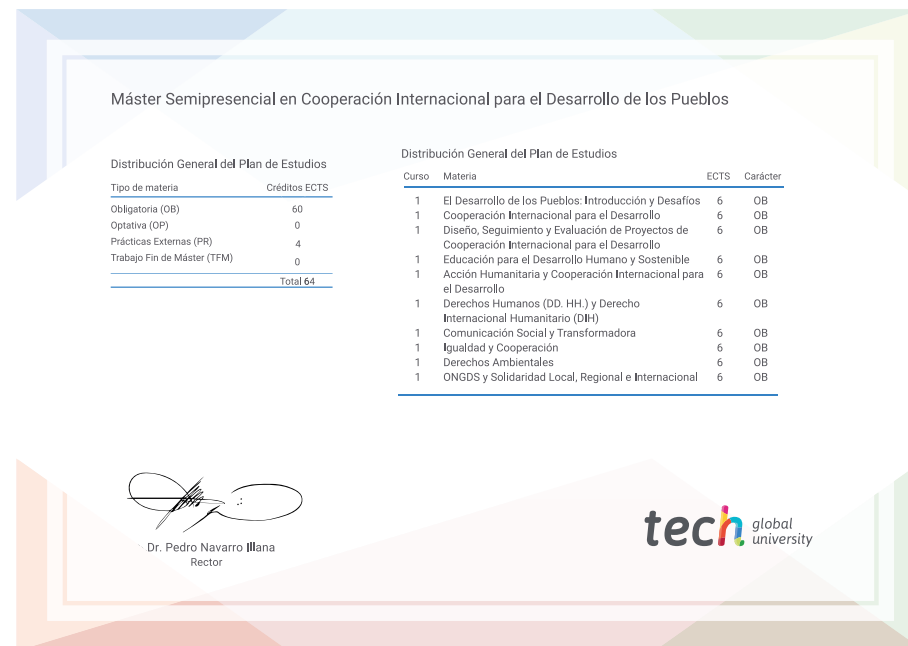 Máster Semipresencial en Cooperación Internacional para el Desarrollo de los Pueblos
Distribución General del Plan de Estudios
Tipo de materia Créditos ECTS
Obligatoria (OB) 60
Optativa (OP) 0
Prácticas Externas (PR) 4
Trabajo Fin de Máster (TFM) 0
Total 64
Distribución General del Plan de Estudios
Curso Materia ECTS Carácter
1 El Desarrollo de los Pueblos: Introducción y Desafíos 6 OB
1 Cooperación Internacional para el Desarrollo 6 OB
1 Diseño, Seguimiento y Evaluación de Proyectos de 6 OB
Cooperación Internacional para el Desarrollo
1 Educación para el Desarrollo Humano y Sostenible 6 OB
1 Acción Humanitaria y Cooperación Internacional para 6 OB
el Desarrollo
1 Derechos Humanos (DD. HH.) y Derecho 6 OB
Internacional Humanitario (DIH)
1 Comunicación Social y Transformadora 6 OB
1 Igualdad y Cooperación 6 OB
1 Derechos Ambientales 6 OB
1 ONGDS y Solidaridad Local, Regional e Internacional 6 OB
Dr. Pedro Navarro Illana
Rector
tech global
university